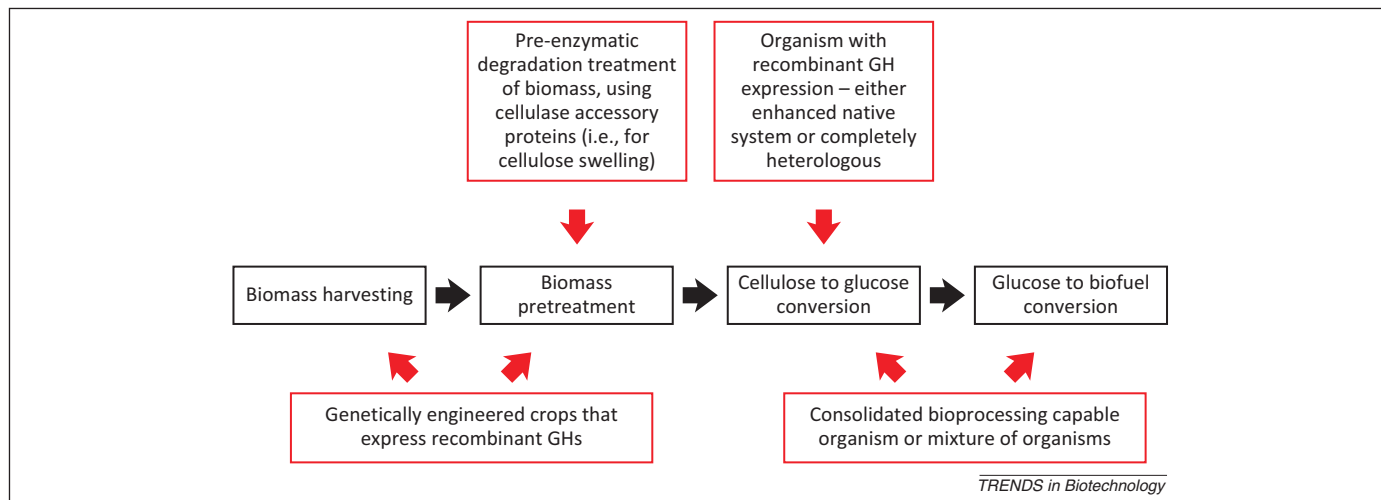 Pre-enzymatic
degradation treatment
of biomass, using
cellulase accessory
proteins (i.e., for
cellulose swelling)
Organism with
recombinant GH
expression – either
enhanced native
system or completely
heterologous
Biomass harvesting
Biomass
pretreatment
Cellulose to glucose
conversion
Glucose to biofuel
conversion
Genetically engineered crops that
express recombinant GHs
Consolidated bioprocessing capable
organism or mixture of organisms
TRENDS in Biotechnology